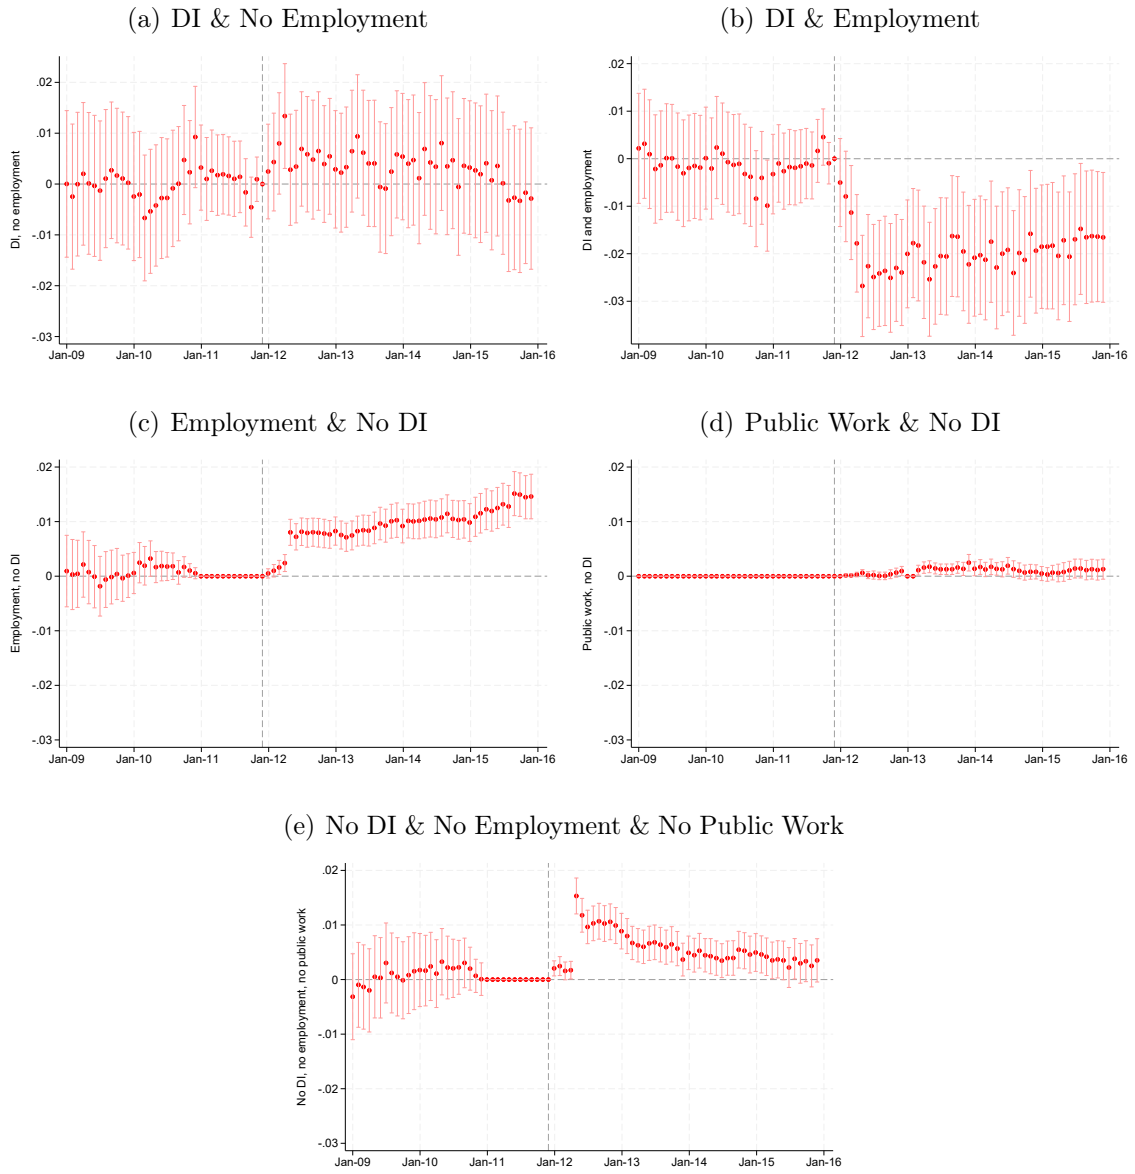 (a) DI & No Employment
DI, no employment
.02
.01
0
-.01
-.02
-.03
Jan-09 Jan-10 Jan-11 Jan-12 Jan-13 Jan-14 Jan-15 Jan-16
(b) DI & Employment
DI and employment
.02
.01
0
-.01
-.02
-.03
Jan-09 Jan-10 Jan-11 Jan-12 Jan-13 Jan-14 Jan-15 Jan-16
(c) Employment & No DI
Employment, no DI
.02
.01
0
-.01
-.02
-.03
Jan-09 Jan-10 Jan-11 Jan-12 Jan-13 Jan-14 Jan-15 Jan-16
(d) Public Work & No DI
Public work, no DI
.02
.01
0
-.01
-.02
-.03
Jan-09 Jan-10 Jan-11 Jan-12 Jan-13 Jan-14 Jan-15 Jan-16
(e) No DI & No Employment & No Public Work
No DI, no employment, no public work
.02
.01
0
-.01
-.02
-.03
Jan-09 Jan-10 Jan-11 Jan-12 Jan-13 Jan-14 Jan-15 Jan-16